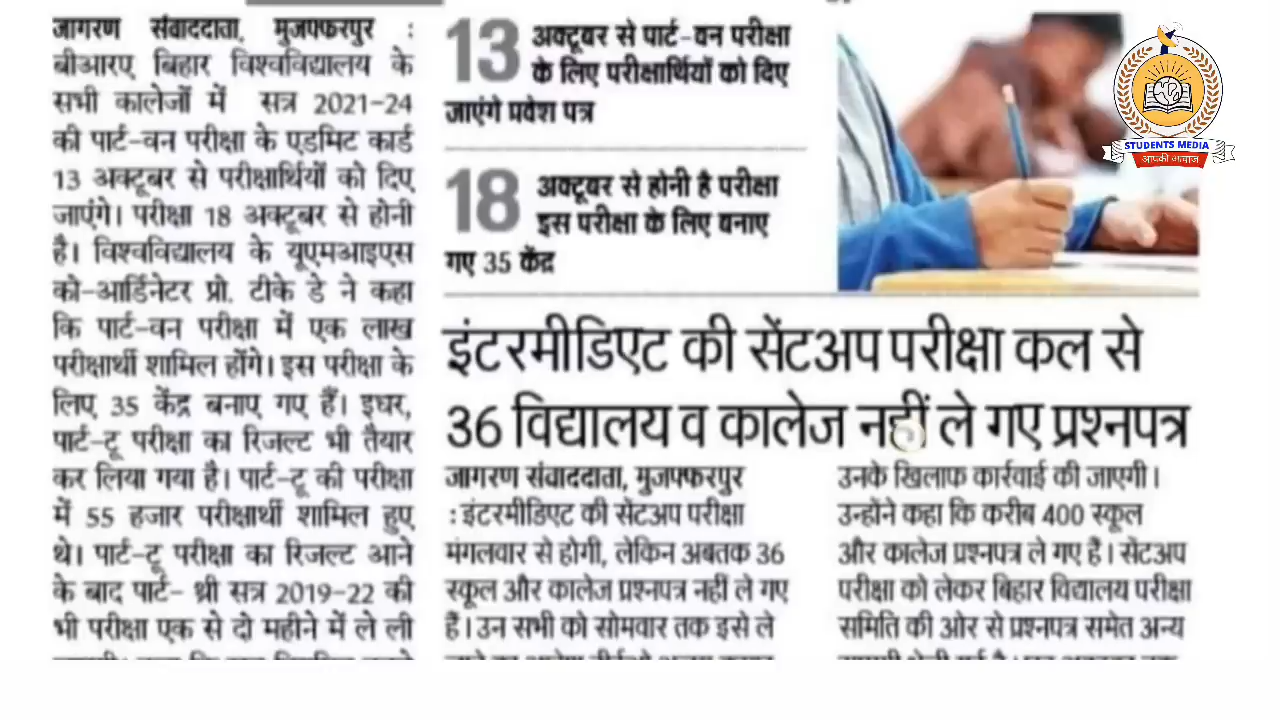 जागरण संवाददाता, मुजफ्फरपुर :
बीआरए बिहार विश्वविद्यालय के
सभी कालेजों में सत्र 2021-24
की पार्ट-वन परीक्षा के एडमिट कार्ड
13 अक्टूबर से परीक्षार्थियों को दिए
जाएंगे। परीक्षा 18 अक्टूबर से होनी
है। विश्वविद्यालय के यूएमआइएस
को-आर्डिनेटर प्रो. टीके डे ने कहा
कि पार्ट-वन परीक्षा में एक लाख
परीक्षार्थी शामिल होंगे। इस परीक्षा के
लिए 35 केंद्र बनाए गए हैं। इधर,
पार्ट-टू परीक्षा का रिजल्ट भी तैयार
कर लिया गया है। पार्ट-टू की परीक्षा
में 55 हजार परीक्षार्थी शामिल हुए
थे। पार्ट-टू परीक्षा का रिजल्ट आने
के बाद पार्ट- थ्री सत्र 2019-22 की
भी परीक्षा एक से दो महीने में ले ली
13 अक्टूबर से पार्ट-वन परीक्षा
के लिए परीक्षार्थियों को दिए
जाएंगे प्रवेश पत्र
18 अक्टूबर से होनी है परीक्षा
इस परीक्षा के लिए बनाए
गए 35 केंद्र
इंटरमीडिएट की सेंटअप परीक्षा कल से
36 विद्यालय व कालेज नहीं ले गए प्रश्नपत्र
जागरण संवाददाता, मुजफ्फरपुर
: इंटरमीडिएट की सेंटअप परीक्षा
मंगलवार से होगी, लेकिन अबतक 36
स्कूल और कालेज प्रश्नपत्र नहीं ले गए
हैं। उन सभी को सोमवार तक इसे ले
उनके खिलाफ कार्रवाई की जाएगी।
उन्होंने कहा कि करीब 400 स्कूल
और कालेज प्रश्नपत्र ले गए हैं। सेंटअप
परीक्षा को लेकर बिहार विद्यालय परीक्षा
समिति की ओर से प्रश्नपत्र समेत अन्य
STUDENTS MEDIA
आपकी आवाज